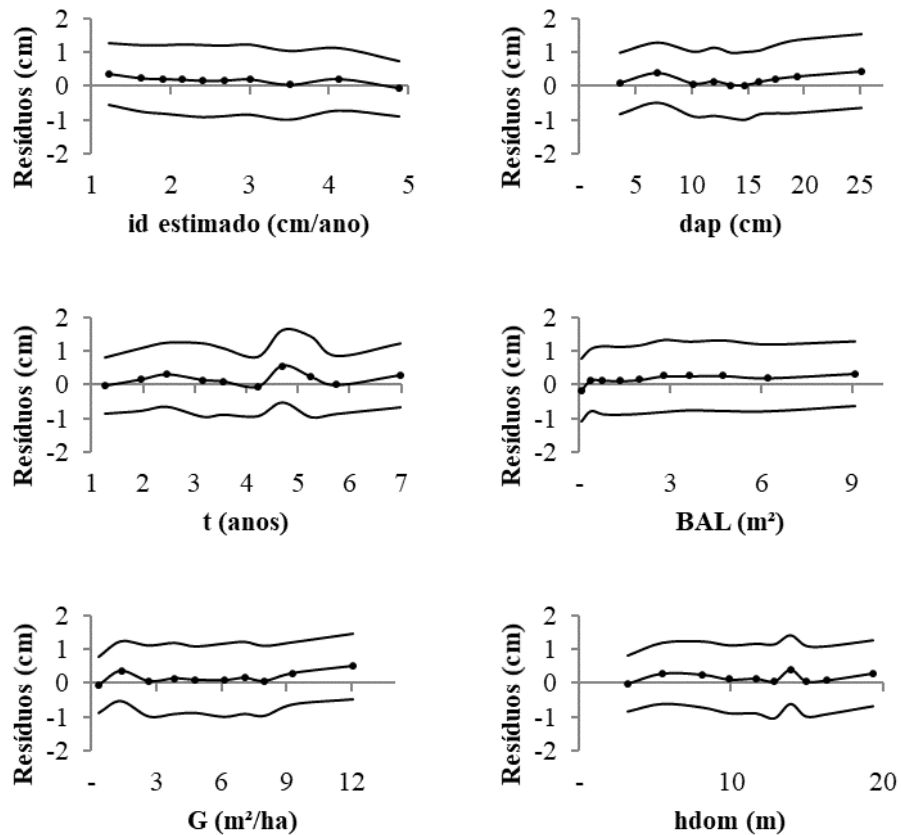 2
1
0
-1
-2
Resíduos (cm)
1 2 3 4 5
id estimado (cm/ano)
2
1
0
-1
-2
Resíduos (cm)
- 5 10 15 20 25
dap (cm)
2
1
0
-1
-2
Resíduos (cm)
1 2 3 4 5 6 7
t (anos)
2
1
0
-1
-2
Resíduos (cm)
- 3 6 9
BAL (m²)
2
1
0
-1
-2
Resíduos (cm)
- 3 6 9 12
G (m²/ha)
2
1
0
-1
-2
Resíduos (cm)
- 10 20
hdom (m)